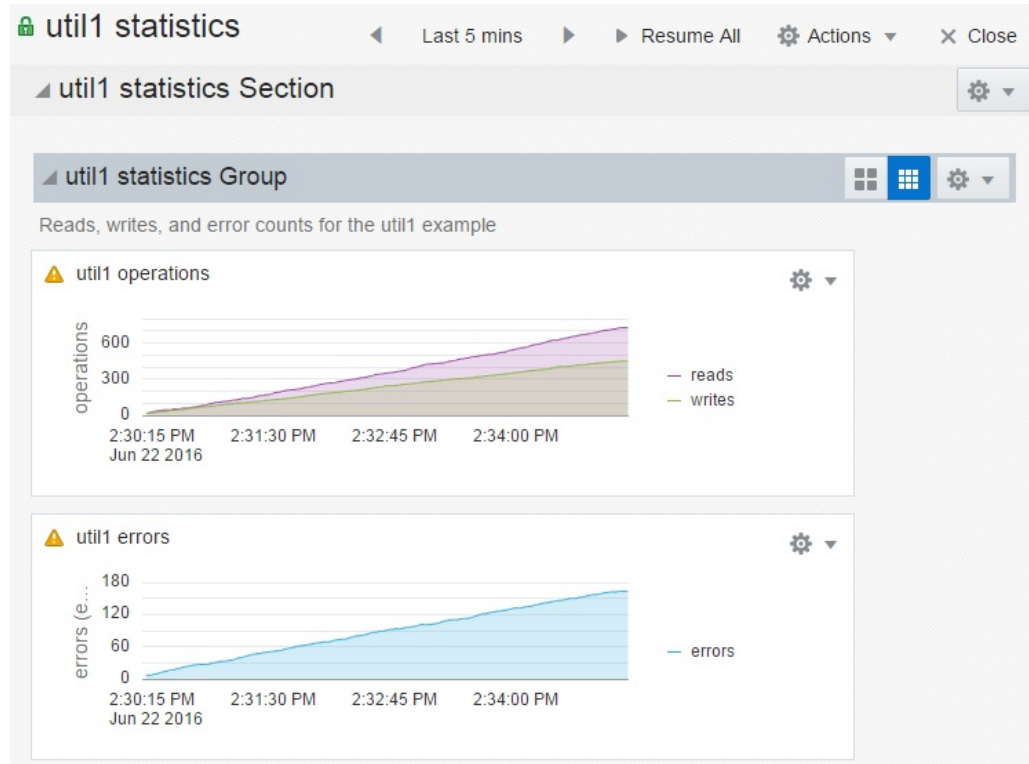 util1 statistics
Last 5 mins
Resume All
Actions
Close
util1 statistics Section
util1 statistics Group
Reads, writes, and error counts for the util1 example
util1 operations
operations
600
300
0
reads
writes
2:30:15 PM 2:31:30 PM 2:32:45 PM 2:34:00 PM
Jun 22 2016
util1 errors
errors (e...
180
120
60
0
errors
2:30:15 PM 2:31:30 PM 2:32:45 PM 2:34:00 PM
Jun 22 2016